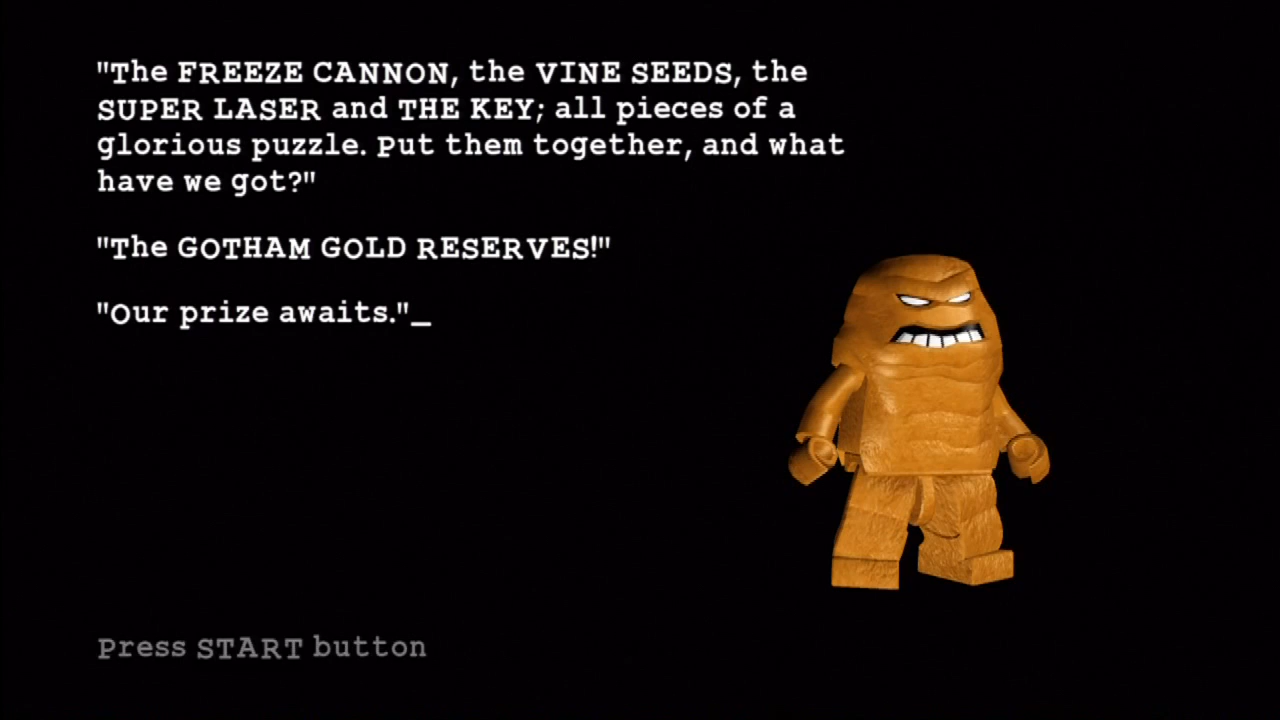 "The FREEZE CANNON, the VINE SEEDS, the
SUPER LASER and THE KEY; all pieces of a
glorious puzzle. Put them together, and what
have we got?"
"The GOTHAM GOLD RESERVES!"
"Our prize awaits."_
Press START button